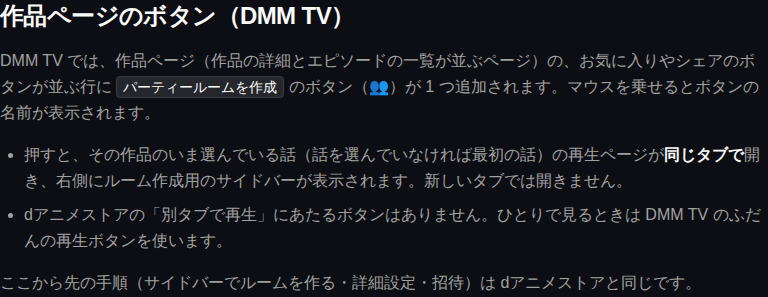 作品ページのボタン（DMM TV）
DMM TV では、作品ページ（作品の詳細とエピソードの一覧が並ぶページ）の、お気に入りやシェアのボ
タンが並ぶ行に パーティールームを作成 のボタン（👥）が 1 つ追加されます。マウスを乗せるとボタンの
名前が表示されます。
• 押すと、その作品のいま選んでいる話（話を選んでいなければ最初の話）の再生ページが同じタブで開
き、右側にルーム作成用のサイドバーが表示されます。新しいタブでは開きません。
• dアニメストアの「別タブで再生」にあたるボタンはありません。ひとりで見るときは DMM TV のふだ
んの再生ボタンを使います。
ここから先の手順（サイドバーでルームを作る・詳細設定・招待）は dアニメストアと同じです。